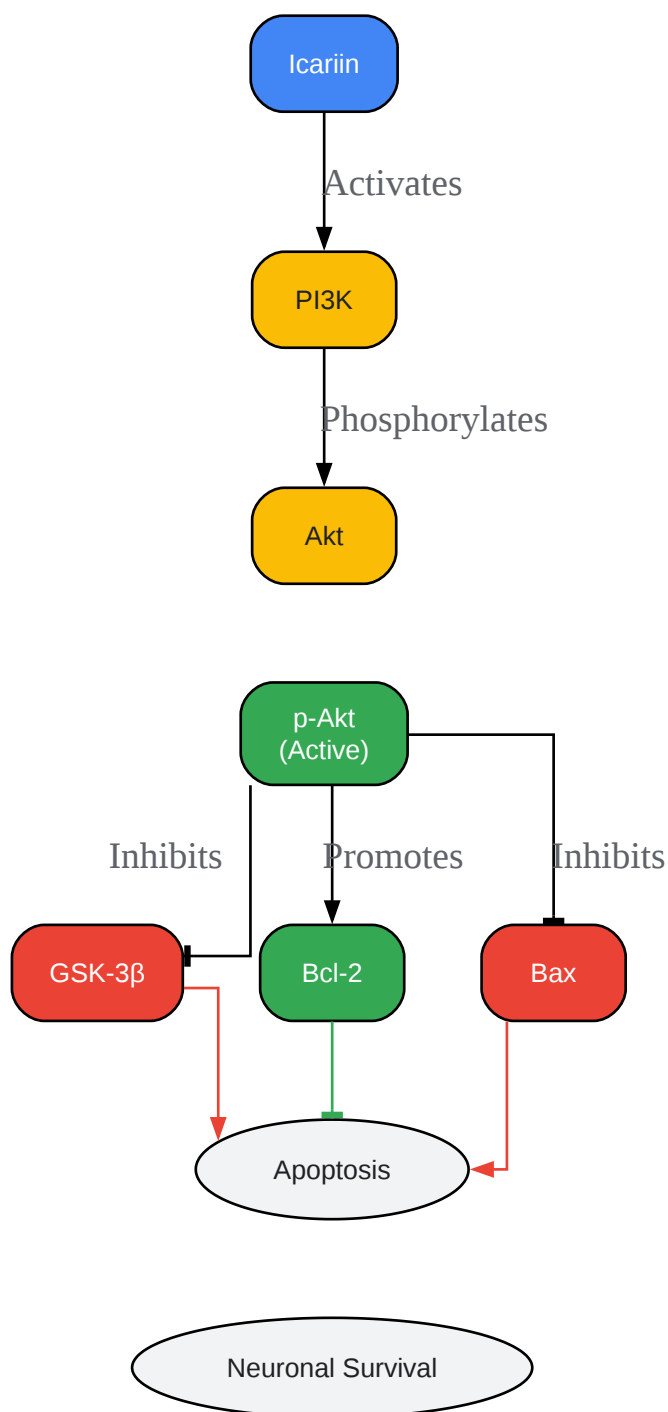 Icariin
Activates
PI3K
Phosphorylates
Akt
p-Akt
(Active)
Inhibits
Promotes
Inhibits
GSK-3β
Bcl-2
Bax
Apoptosis
Neuronal Survival